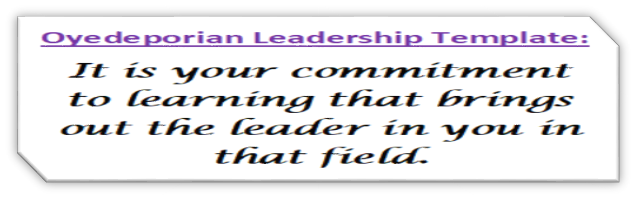 Oyedeporian Leadership Template:
It is your commitment
to learning that brings
out the leader in you in
that field.